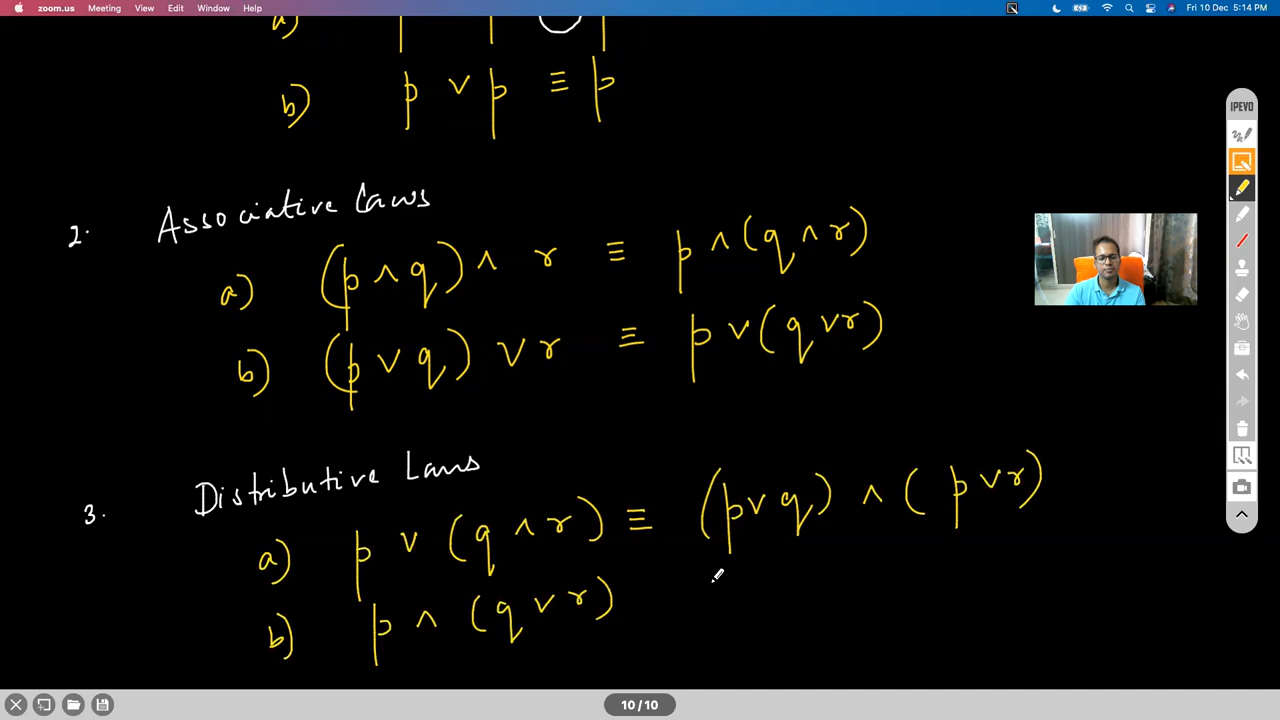 zoom.us Meeting View Edit Window Help Fri 10 Dec 5:14 PM
a) p p p
b) p ∨ p ≡ p
IPEVO
2. Associative Laws
a) (p ∧ q) ∧ r ≡ p ∧ (q ∧ r)
b) (p ∨ q) ∨ r ≡ p ∨ (q ∨ r)
3. Distributive Laws
a) p ∨ (q ∧ r) ≡ (p ∨ q) ∧ (p ∨ r)
b) p ∧ (q ∨ r)
10 / 10